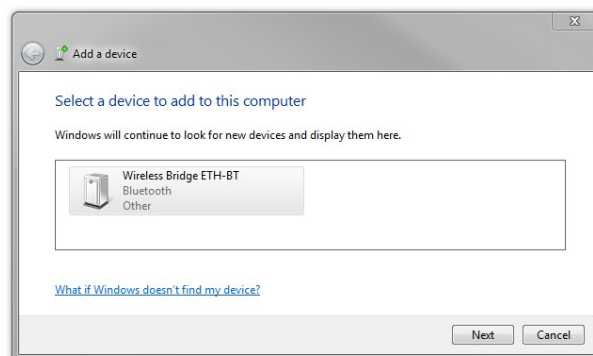 Add a device
Select a device to add to this computer
Windows will continue to look for new devices and display them here.
Wireless Bridge ETH-BT
Bluetooth
Other
What if Windows doesn't find my device?
Next Cancel